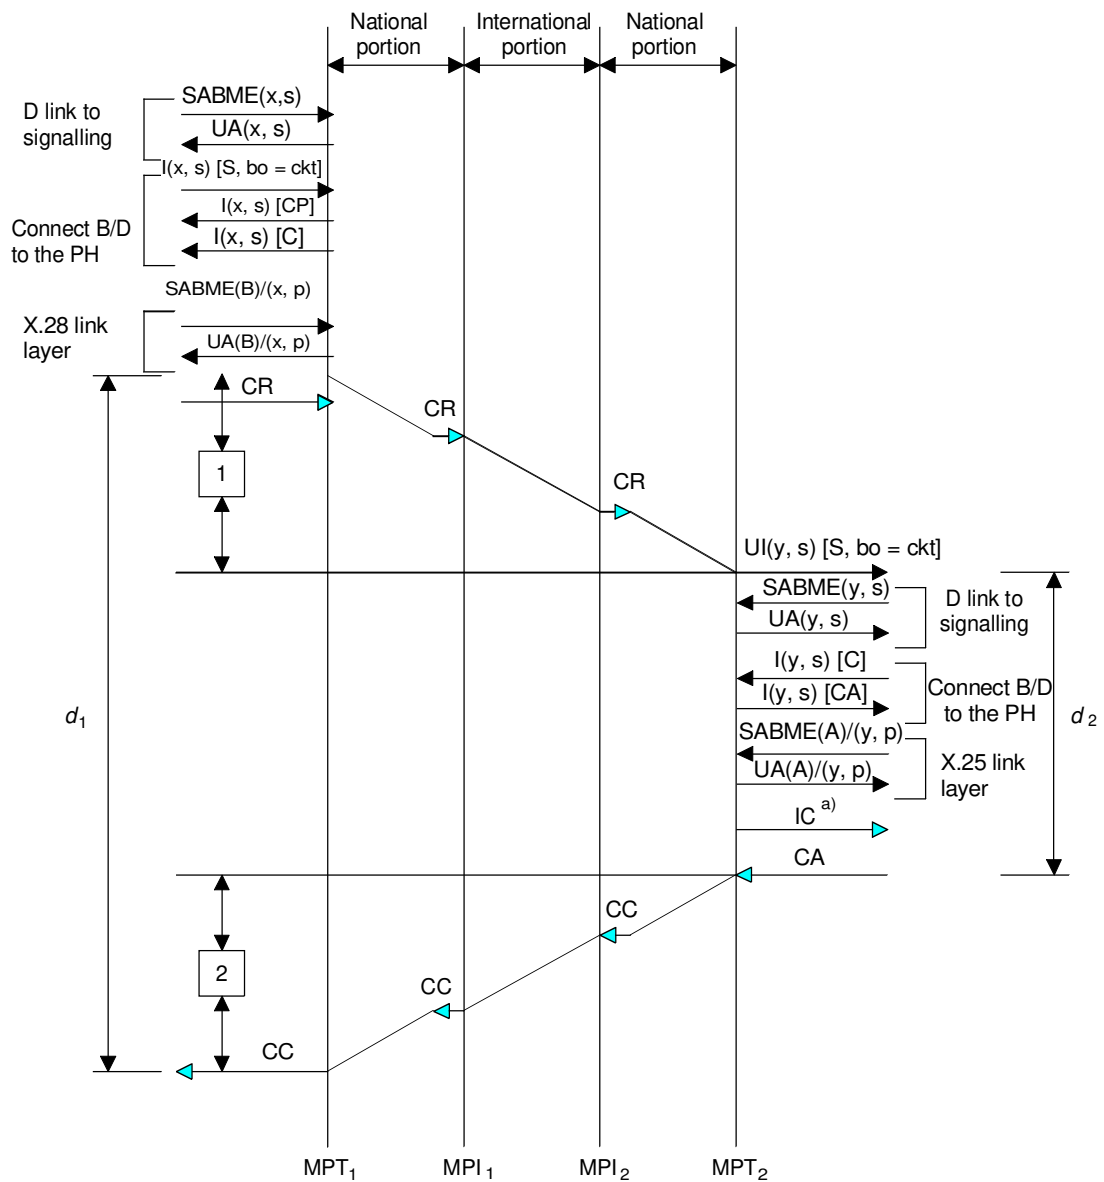 National
portion
International
portion
National
portion
D link to
signalling
SABME(x,s)
UA(x, s)
I(x, s) [S, bo = ckt]
I(x, s) [CP]
I(x, s) [C]
Connect B/D
to the PH
SABME(B)/(x, p)
X.28 link
layer
UA(B)/(x, p)
CR
CR
1
CR
UI(y, s) [S, bo = ckt]
SABME(y, s)
UA(y, s)
D link to
signalling
I(y, s) [C]
I(y, s) [CA]
Connect B/D
to the PH
d1
d2
SABME(A)/(y, p)
UA(A)/(y, p)
X.25 link
layer
IC a)
CA
CC
2
CC
CC
MPT1
MPI1
MPI2
MPT2